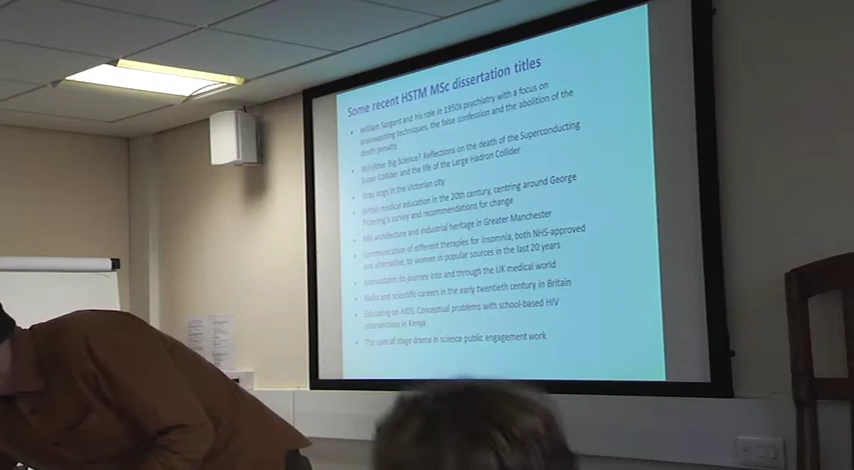 Some recent HSTM MSc dissertation titles
• William Sargant and his role in 1950s psychiatry with a focus on
brainwashing techniques, the false confession and the abolition of the
death penalty
• W(h)ither Big Science? Reflections on the death of the Superconducting
Super Collider and the life of the Large Hadron Collider
• Stray dogs in the Victorian city
• British medical education in the 20th century, centring around George
Pickering's survey and recommendations for change
• Mill architecture and industrial heritage in Greater Manchester
• Communication of different therapies for insomnia, both NHS-approved
and alternative, to women in popular sources in the last 20 years
• its journey into and through the UK medical world
• Radio and scientific careers in the early twentieth century in Britain
• Educating on AIDS: Conceptual problems with school-based HIV
interventions in Kenya
• The uses of stage drama in science public engagement work